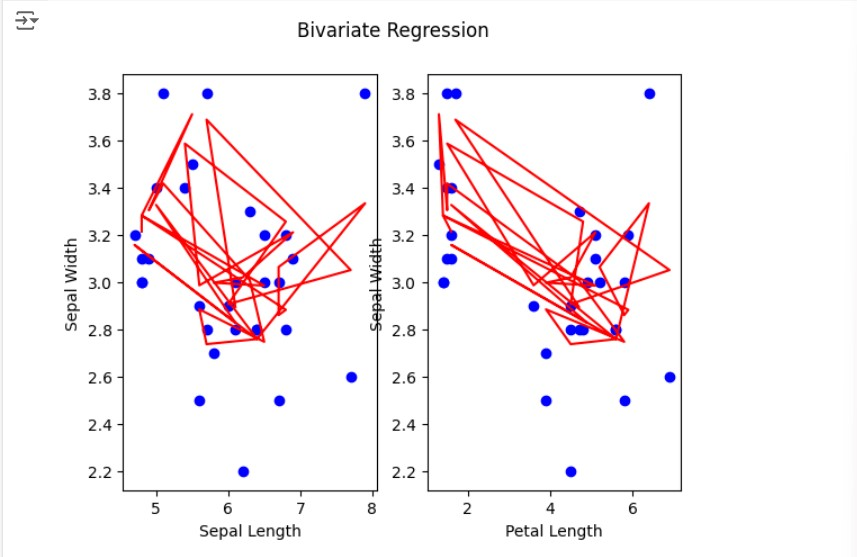 Bivariate Regression
3.8
3.6
3.4
3.2
3.0
2.8
2.6
2.4
2.2
Sepal Width
5 6 7 8
Sepal Length
3.8
3.6
3.4
3.2
3.0
2.8
2.6
2.4
2.2
Sepal Width
2 4 6
Petal Length